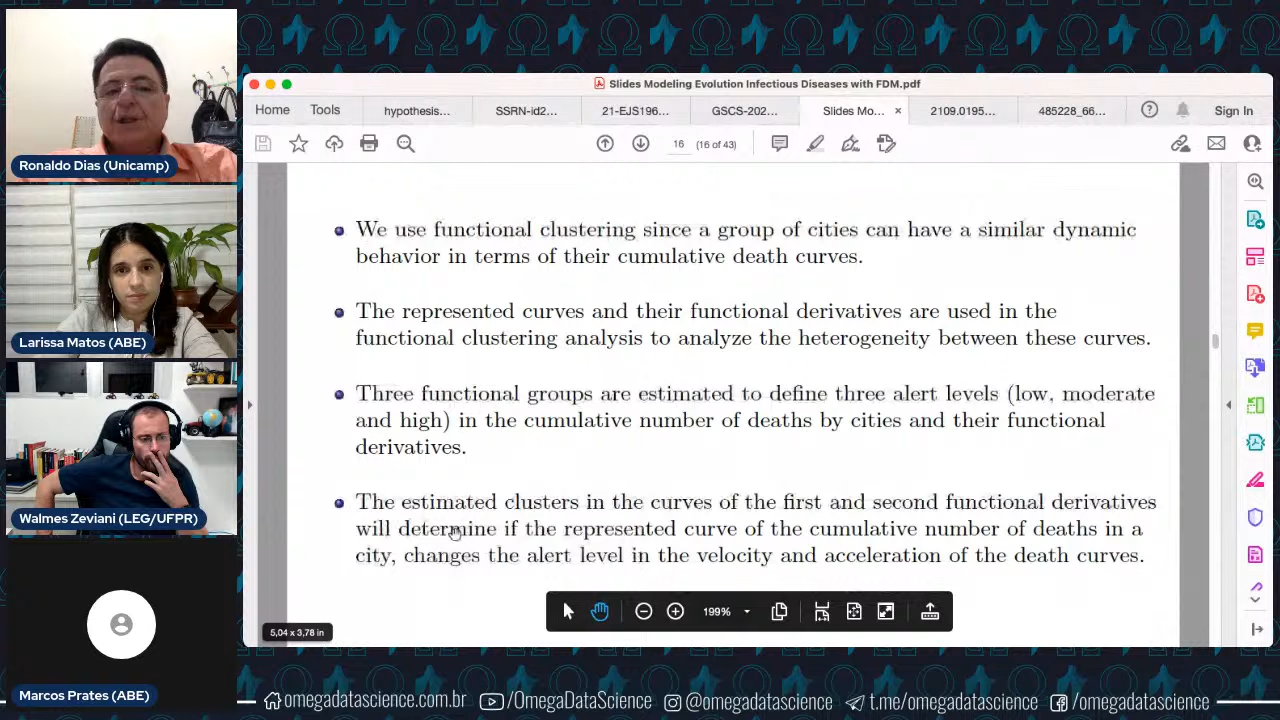 Ronaldo Dias (Unicamp)
Larissa Matos (ABE)
Walmes Zeviani (LEG/UFPR)
Marcos Prates (ABE)
Slides Modeling Evolution Infectious Diseases with FDM.pdf
Home Tools hypothesis... SSRN-id2... 21-EJS196... GSCS-202... Slides Mo... × 2109.0195... 485228_66... Sign In
16 (16 of 43)
We use functional clustering since a group of cities can have a similar dynamic
behavior in terms of their cumulative death curves.
The represented curves and their functional derivatives are used in the
functional clustering analysis to analyze the heterogeneity between these curves.
Three functional groups are estimated to define three alert levels (low, moderate
and high) in the cumulative number of deaths by cities and their functional
derivatives.
The estimated clusters in the curves of the first and second functional derivatives
will determine if the represented curve of the cumulative number of deaths in a
city, changes the alert level in the velocity and acceleration of the death curves.
199%
5,04 x 3,78 in
omegadatascience.com.br /OmegaDataScience @omegadatascience t.me/omegadatascience /omegadatascience